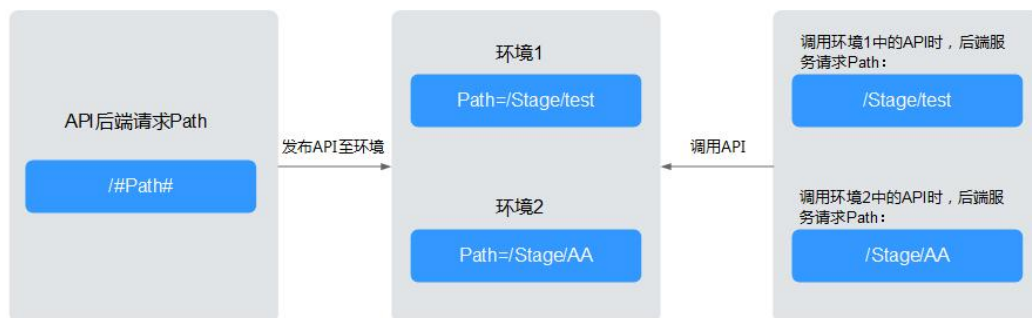 API后端请求Path
/#Path#
发布API至环境
环境1
Path=/Stage/test
环境2
Path=/Stage/AA
调用API
调用环境1中的API时，后端服
务请求Path：
/Stage/test
调用环境2中的API时，后端服
务请求Path：
/Stage/AA